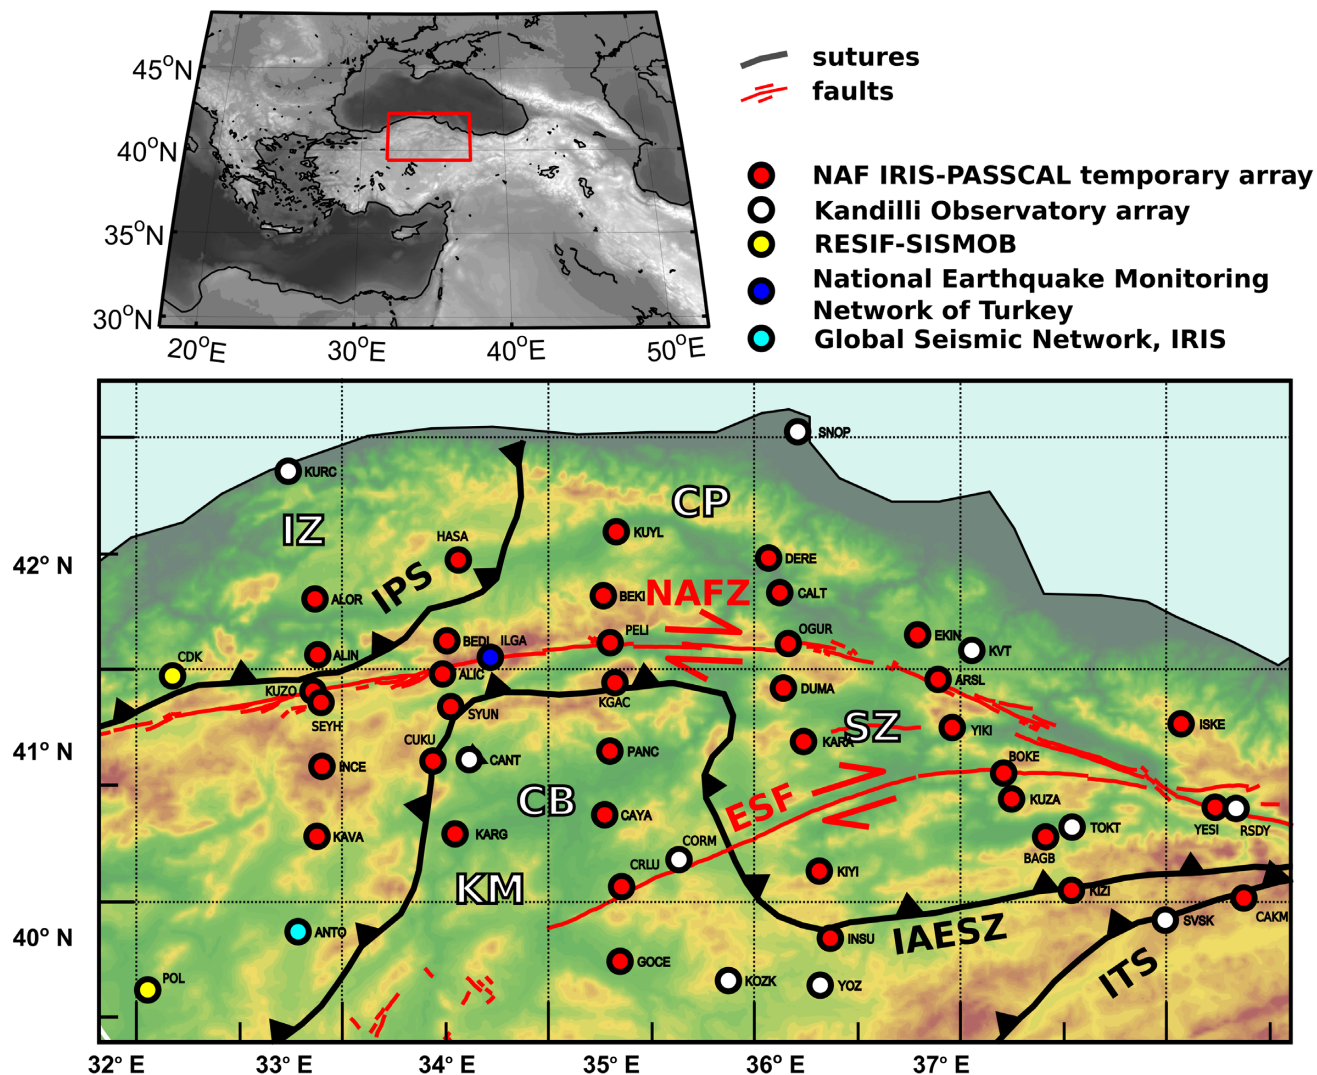 45°N
40°N
35°N
30°N
20°E
30°E
40°E
50°E
sutures
faults
NAF IRIS-PASSCAL temporary array
Kandilli Observatory array
RESIF-SISMOB
National Earthquake Monitoring
Network of Turkey
Global Seismic Network, IRIS
SNOP
KURC
CP
IZ
KUYL
HASA
DERE
IPS
NAFZ
CALT
ALOR
BEKI
PELI
OGUR
EKIN
BEDI
ILGA
KVT
ALIN
CDK
ALIC
ARSL
KUZO
DUMA
KGAC
SEYH
SYUN
SZ
ISKE
YIKI
KARA
CUKU
PANC
CANT
BOKE
INCE
CB
ESF
KUZA
CAYA
YESI
RSDY
TOKT
KAVA
KARG
CORM
BAGB
CRLU
KIYI
KM
KIZI
CAKM
SVSK
ANTO
INSU
IAESZ
GOCE
ITS
POL
KOZK
YOZ
42° N
41° N
40° N
32° E
33° E
34° E
35° E
36° E
37° E